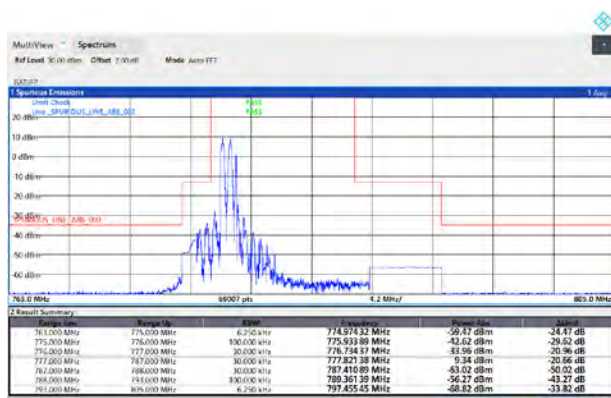 MultiView Spectrum
Ref Level 30.00 dBm Offset 7.00 dB Mode Auto FFT
1 Spurious Emissions 1 Avg
Limit Check PASS
Line _SPURIOUS_LINE_ABS_003 PASS
20 dBm
10 dBm
0 dBm
-10 dBm
-20 dBm
-30 dBm
-40 dBm
-50 dBm
-60 dBm
763.0 MHz 69007 pts 4.2 MHz/ 805.0 MHz
2 Result Summary
Range Low Range Up RBW Frequency Power Abs ΔLimit
763.000 MHz 775.000 MHz 6.250 kHz 774.97432 MHz -59.47 dBm -24.47 dB
775.000 MHz 776.000 MHz 100.000 kHz 775.93389 MHz -42.62 dBm -29.62 dB
776.000 MHz 777.000 MHz 30.000 kHz 776.73437 MHz -33.96 dBm -20.96 dB
777.000 MHz 787.000 MHz 30.000 kHz 777.82138 MHz 9.34 dBm -20.66 dB
787.000 MHz 788.000 MHz 30.000 kHz 787.41089 MHz -63.02 dBm -50.02 dB
788.000 MHz 793.000 MHz 100.000 kHz 789.36139 MHz -56.27 dBm -43.27 dB
793.000 MHz 805.000 MHz 6.250 kHz 797.45545 MHz -68.82 dBm -33.82 dB